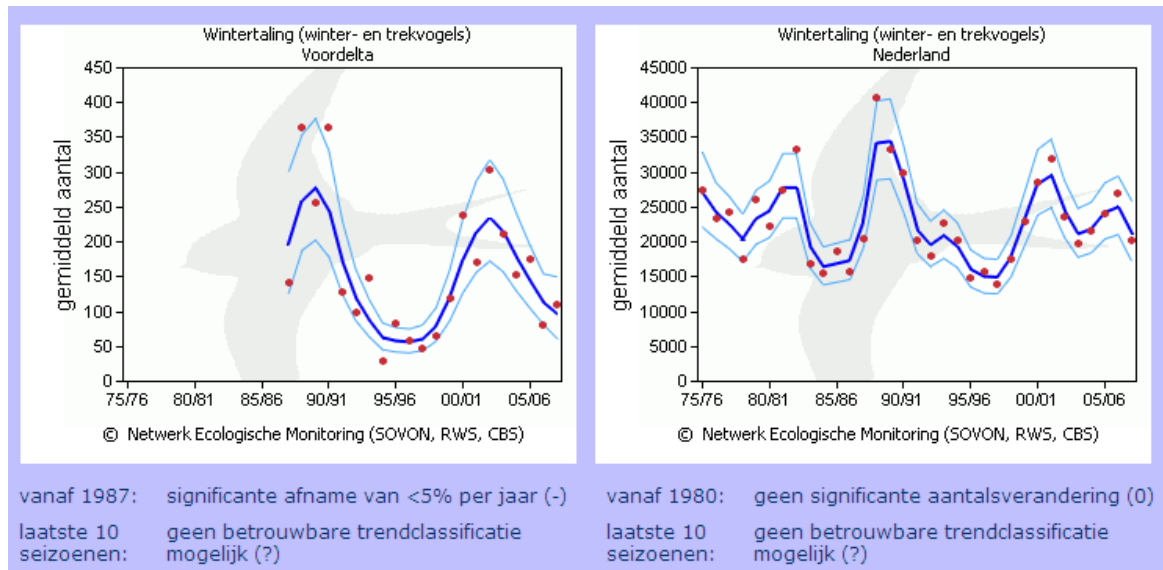 Wintertaling (winter- en trekvogels)
Voordelta
gemiddeld aantal
450
400
350
300
250
200
150
100
50
0
75/76 80/81 85/86 90/91 95/96 00/01 05/06
© Netwerk Ecologische Monitoring (SOVON, RWS, CBS)
Wintertaling (winter- en trekvogels)
Nederland
gemiddeld aantal
45000
40000
35000
30000
25000
20000
15000
10000
5000
0
75/76 80/81 85/86 90/91 95/96 00/01 05/06
© Netwerk Ecologische Monitoring (SOVON, RWS, CBS)
vanaf 1987: significante afname van <5% per jaar (-)
laatste 10 geen betrouwbare trendclassificatie
seizoenen: mogelijk (?)
vanaf 1980: geen significante aantalsverandering (0)
laatste 10 geen betrouwbare trendclassificatie
seizoenen: mogelijk (?)